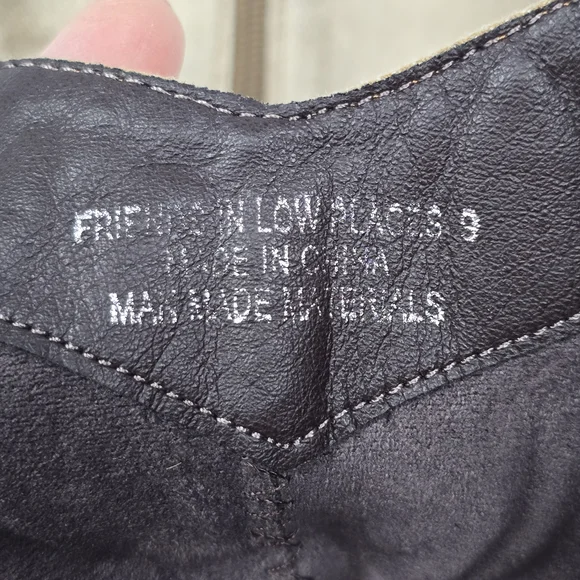 FRIENDS IN LOW PLACES 9
MADE IN CHINA
MAN MADE MATERIALS